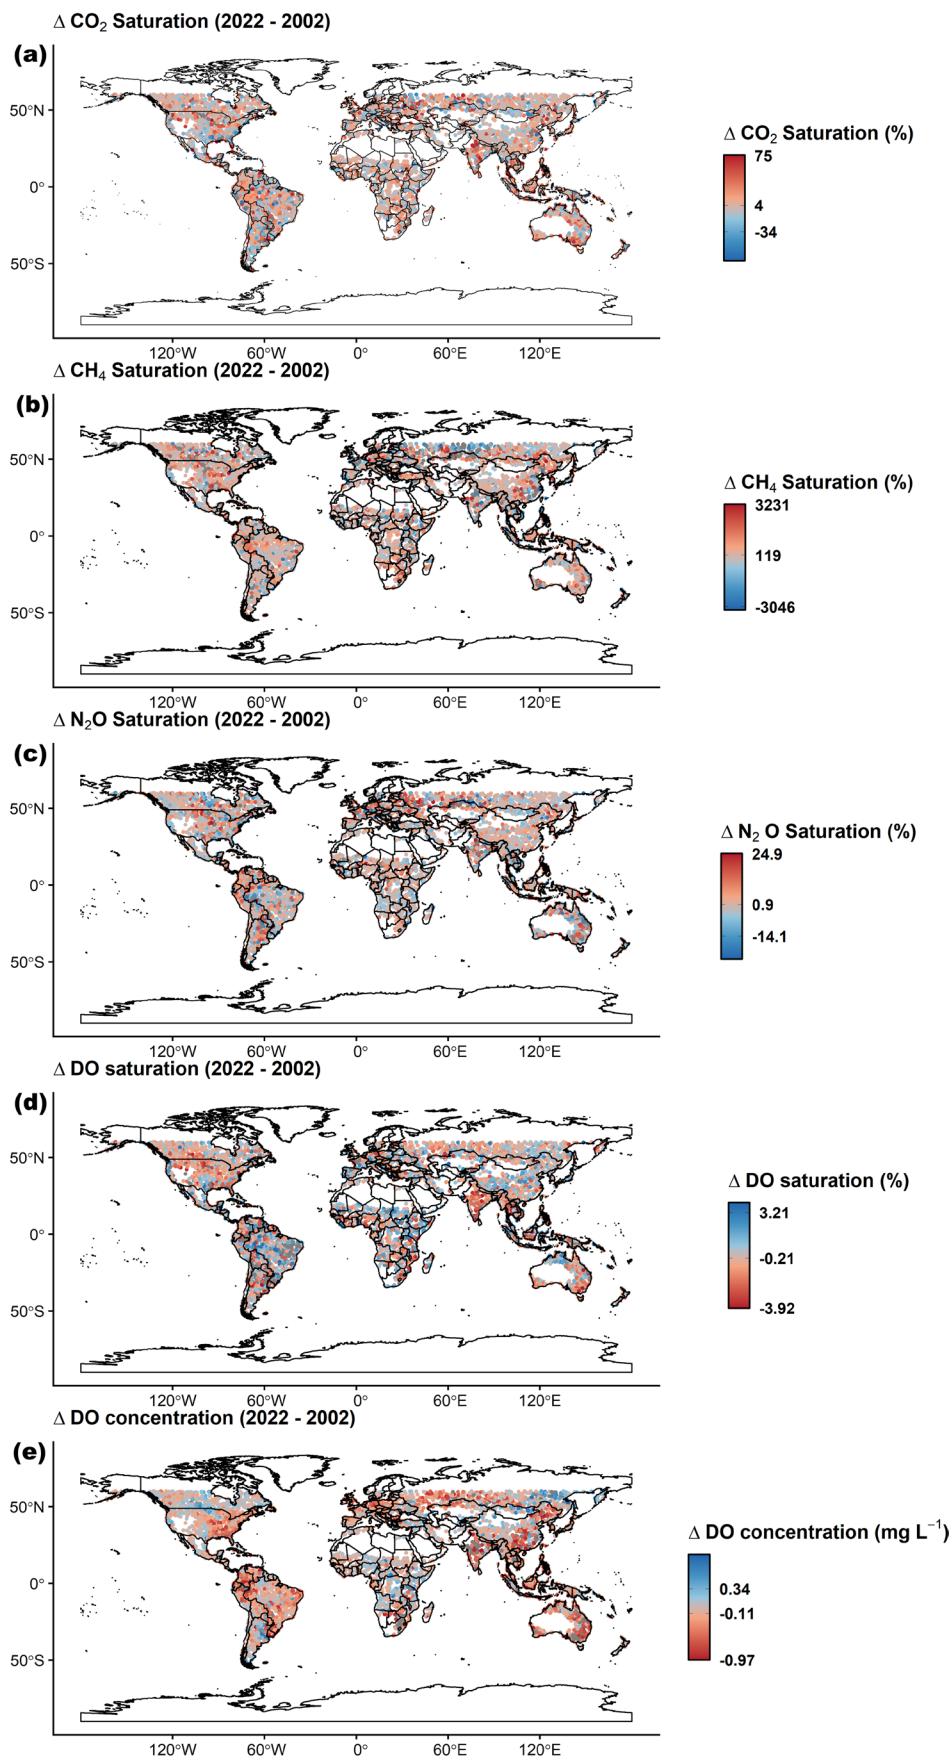 Δ CO₂ Saturation (2022 - 2002)
(a)
50°N
0°
50°S
120°W 60°W 0° 60°E 120°E
Δ CO₂ Saturation (%)
75
4
-34
Δ CH₄ Saturation (2022 - 2002)
(b)
50°N
0°
50°S
120°W 60°W 0° 60°E 120°E
Δ CH₄ Saturation (%)
3231
119
-3046
Δ N₂O Saturation (2022 - 2002)
(c)
50°N
0°
50°S
120°W 60°W 0° 60°E 120°E
Δ N₂ O Saturation (%)
24.9
0.9
-14.1
Δ DO saturation (2022 - 2002)
(d)
50°N
0°
50°S
120°W 60°W 0° 60°E 120°E
Δ DO saturation (%)
3.21
-0.21
-3.92
Δ DO concentration (2022 - 2002)
(e)
50°N
0°
50°S
120°W 60°W 0° 60°E 120°E
Δ DO concentration (mg L⁻¹)
0.34
-0.11
-0.97